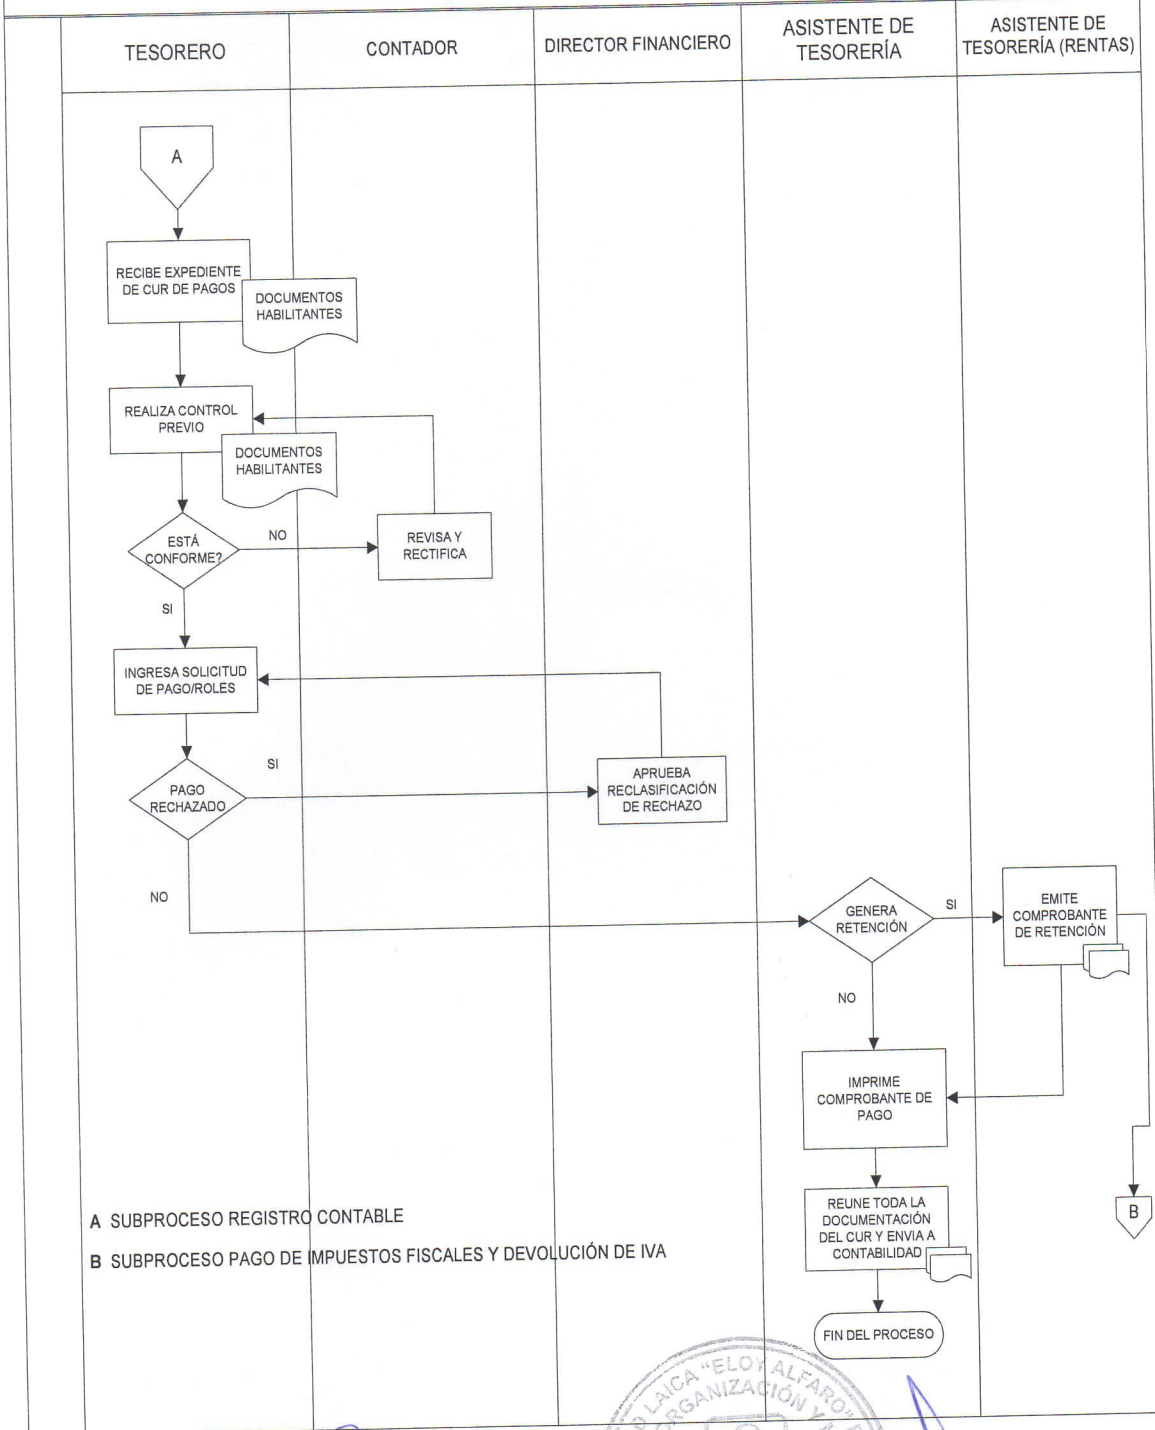 TESORERO
CONTADOR
DIRECTOR FINANCIERO
ASISTENTE DE
TESORERÍA
ASISTENTE DE
TESORERÍA (RENTAS)
A
RECIBE EXPEDIENTE
DE CUR DE PAGOS
DOCUMENTOS
HABILITANTES
REALIZA CONTROL
PREVIO
DOCUMENTOS
HABILITANTES
ESTÁ
CONFORME?
NO
REVISA Y
RECTIFICA
SI
INGRESA SOLICITUD
DE PAGO/ROLES
PAGO
RECHAZADO
SI
APRUEBA
RECLASIFICACIÓN
DE RECHAZO
NO
GENERA
RETENCIÓN
SI
EMITE
COMPROBANTE
DE RETENCIÓN
NO
IMPRIME
COMPROBANTE DE
PAGO
REUNE TODA LA
DOCUMENTACIÓN
DEL CUR Y ENVIA A
CONTABILIDAD
B
A SUBPROCESO REGISTRO CONTABLE
B SUBPROCESO PAGO DE IMPUESTOS FISCALES Y DEVOLUCIÓN DE IVA
FIN DEL PROCESO
LAICA "ELOY ALFARO"
ORGANIZACIÓN Y